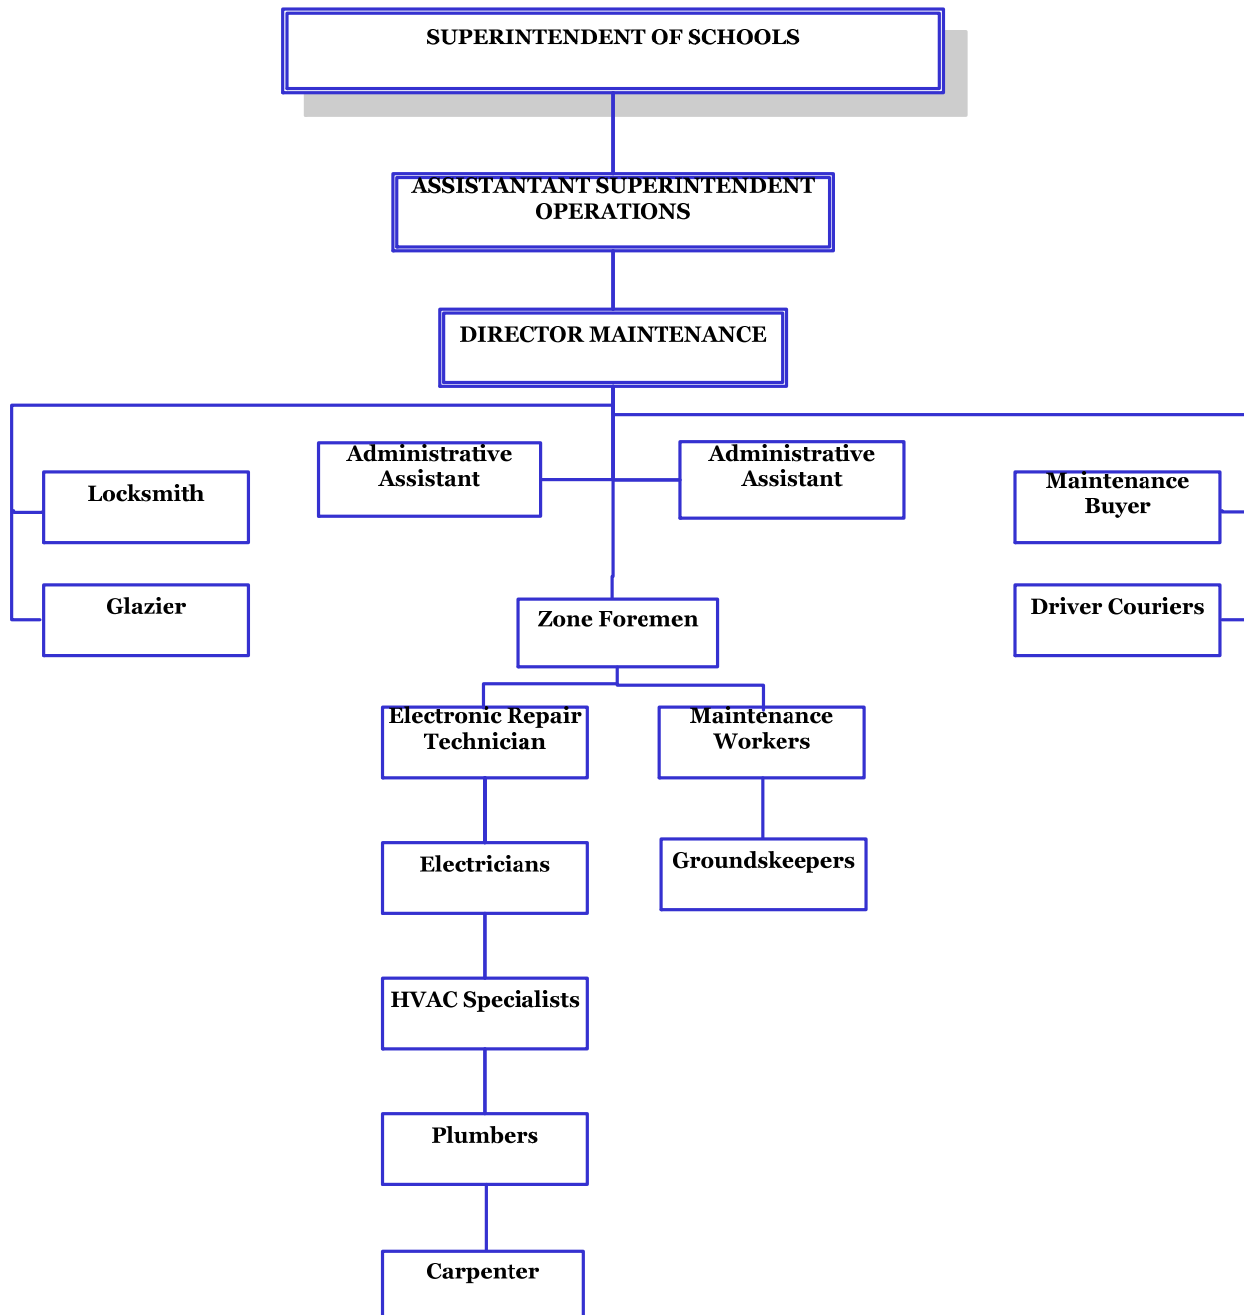 SUPERINTENDENT OF SCHOOLS
ASSISTANTANT SUPERINTENDENT
OPERATIONS
DIRECTOR MAINTENANCE
Administrative
Assistant
Administrative
Assistant
Locksmith
Maintenance
Buyer
Glazier
Driver Couriers
Zone Foremen
Electronic Repair
Technician
Maintenance
Workers
Electricians
Groundskeepers
HVAC Specialists
Plumbers
Carpenter